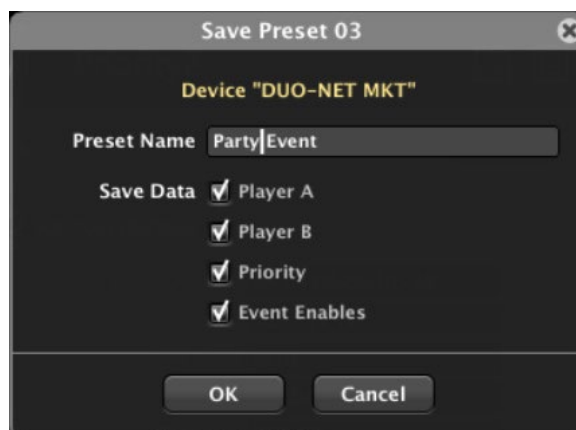 Save Preset 03
Device "DUO-NET MKT"
Preset Name Party Event
Save Data Player A
Player B
Priority
Event Enables
OK Cancel